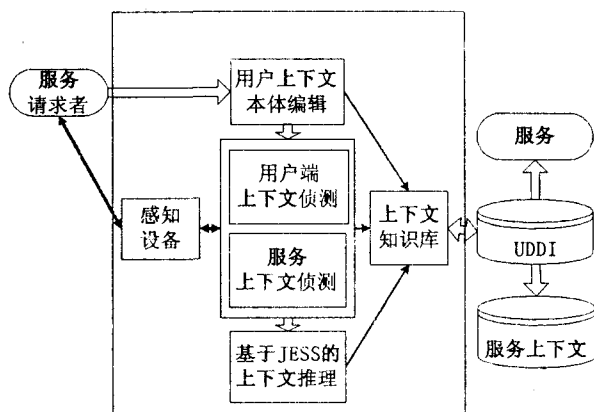 服务
请求者
用户上下文
本体编辑
服务
用户端
上下文侦测
感知
设备
上下文
知识库
服务
上下文侦测
UDDI
基于JESS的
上下文推理
服务上下文